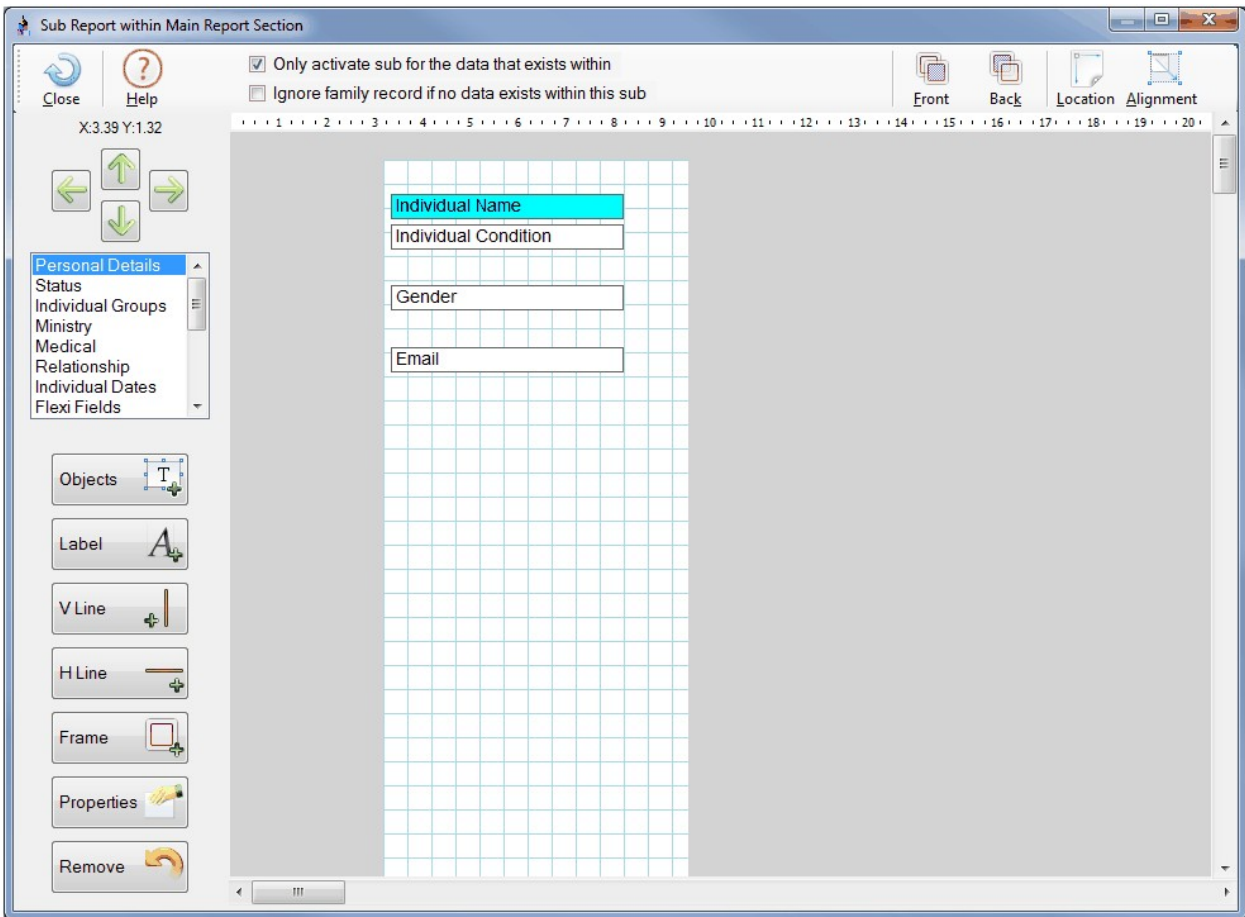 Sub Report within Main Report Section
Close
Help
Only activate sub for the data that exists within
Ignore family record if no data exists within this sub
Front
Back
Location
Alignment
X:3.39 Y:1.32
1 2 3 4 5 6 7 8 9 10 11 12 13 14 15 16 17 18 19 20
Individual Name
Individual Condition
Gender
Email
Personal Details
Status
Individual Groups
Ministry
Medical
Relationship
Individual Dates
Flexi Fields
Objects
T
Label
A
V Line
H Line
Frame
Properties
Remove